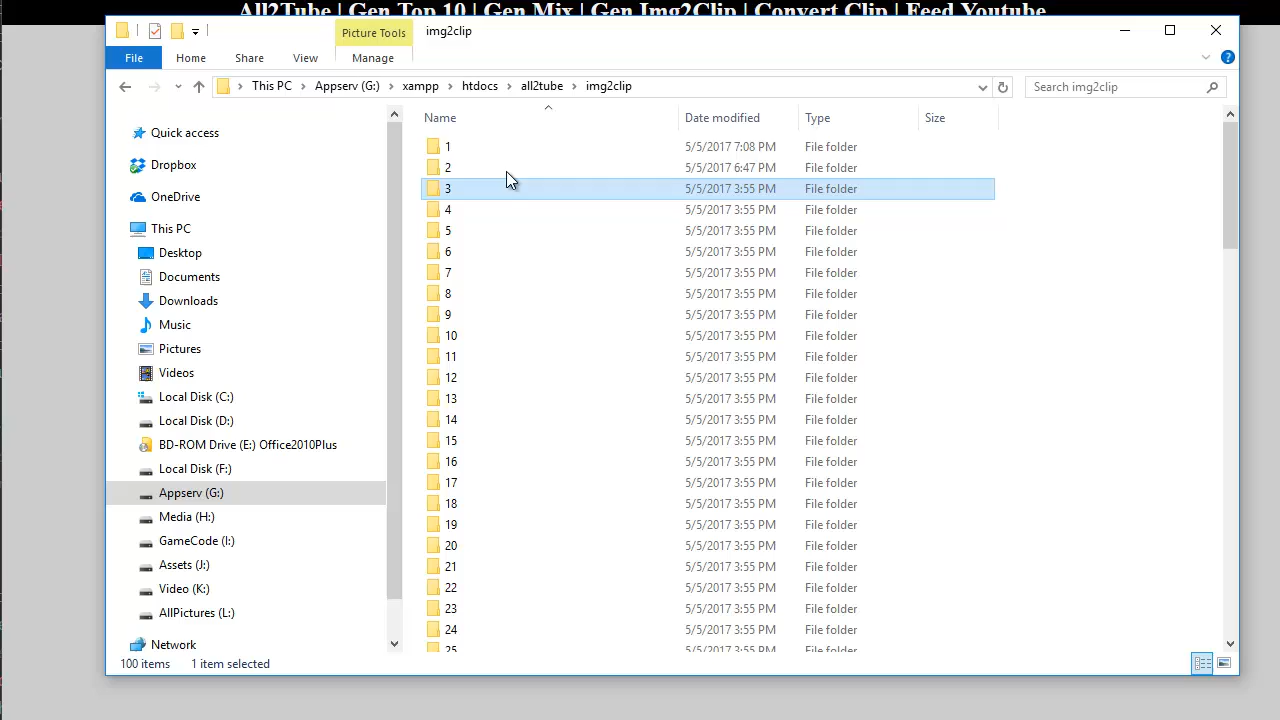 All2Tube | Gen Top 10 | Gen Mix | Gen Img2Clip | Convert Clip | Feed Youtube
Picture Tools img2clip
File Home Share View Manage
This PC Appserv (G:) xampp htdocs all2tube img2clip Search img2clip
Name Date modified Type Size
Quick access
Dropbox
OneDrive
This PC
Desktop
Documents
Downloads
Music
Pictures
Videos
Local Disk (C:)
Local Disk (D:)
BD-ROM Drive (E:) Office2010Plus
Local Disk (F:)
Appserv (G:)
Media (H:)
GameCode (I:)
Assets (J:)
Video (K:)
AllPictures (L:)
Network
1 5/5/2017 7:08 PM File folder
2 5/5/2017 6:47 PM File folder
3 5/5/2017 3:55 PM File folder
4 5/5/2017 3:55 PM File folder
5 5/5/2017 3:55 PM File folder
6 5/5/2017 3:55 PM File folder
7 5/5/2017 3:55 PM File folder
8 5/5/2017 3:55 PM File folder
9 5/5/2017 3:55 PM File folder
10 5/5/2017 3:55 PM File folder
11 5/5/2017 3:55 PM File folder
12 5/5/2017 3:55 PM File folder
13 5/5/2017 3:55 PM File folder
14 5/5/2017 3:55 PM File folder
15 5/5/2017 3:55 PM File folder
16 5/5/2017 3:55 PM File folder
17 5/5/2017 3:55 PM File folder
18 5/5/2017 3:55 PM File folder
19 5/5/2017 3:55 PM File folder
20 5/5/2017 3:55 PM File folder
21 5/5/2017 3:55 PM File folder
22 5/5/2017 3:55 PM File folder
23 5/5/2017 3:55 PM File folder
24 5/5/2017 3:55 PM File folder
25 5/5/2017 3:55 PM File folder
100 items 1 item selected